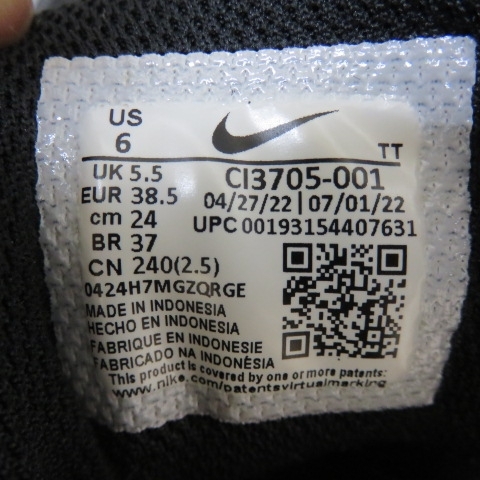 US
6
TT
UK 5.5
CI3705-001
EUR 38.5
04/27/22 | 07/01/22
cm 24
UPC 00193154407631
BR 37
CN 240(2.5)
0424H7MGZQRGE
MADE IN INDONESIA
HECHO EN INDONESIA
FABRIQUE EN INDONESIE
FABRICADO NA INDONÉSIA
This product is covered by one or more patents:
www.nike.com/patentsvirtualmarking